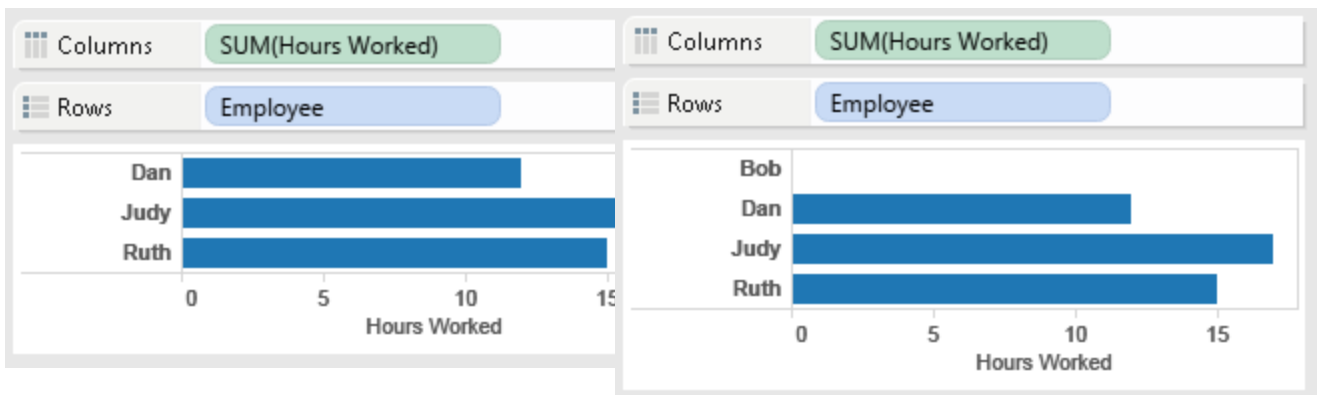 Columns SUM(Hours Worked)
Rows Employee
Dan
Judy
Ruth
0 5 10 15
Hours Worked
Columns SUM(Hours Worked)
Rows Employee
Bob
Dan
Judy
Ruth
0 5 10 15
Hours Worked